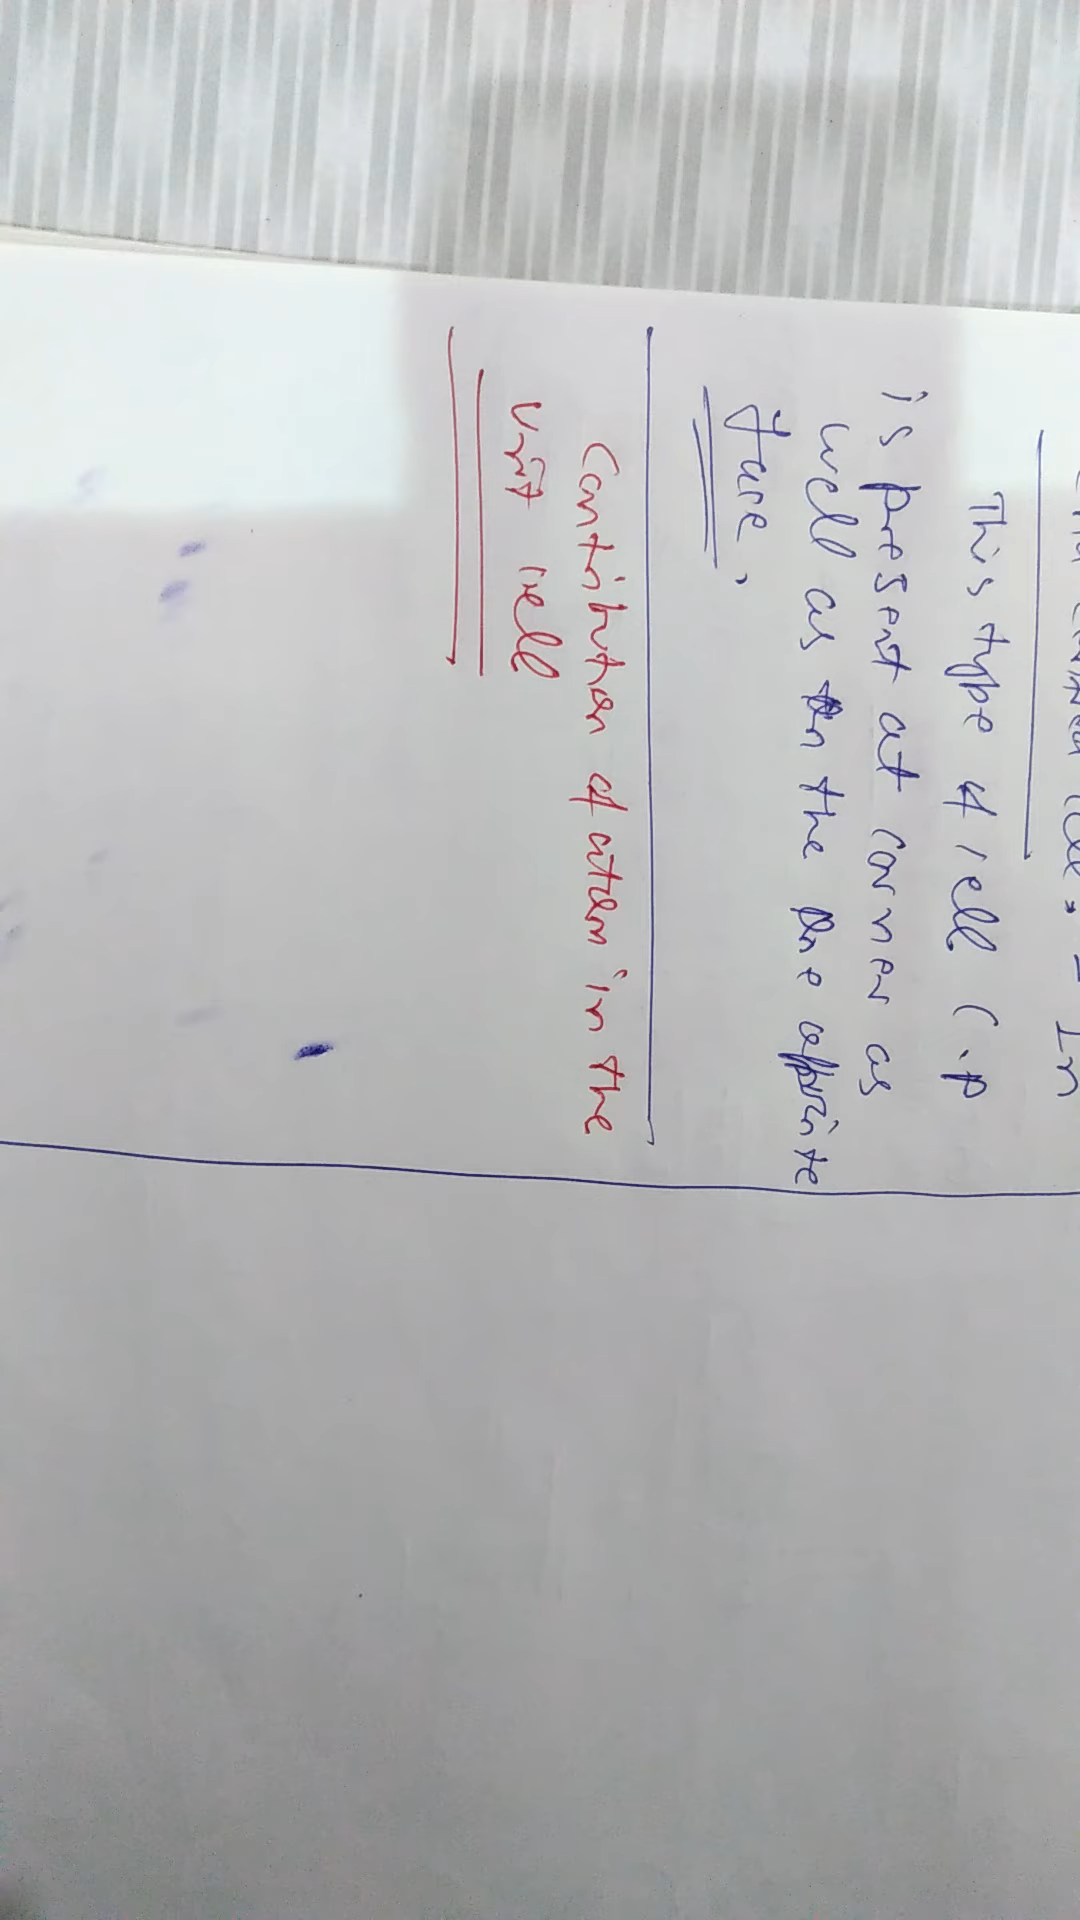 In
This type of cell C.P
is present at corner as
well as on the one opposite
face.
Contribution of atom in the
Unit cell